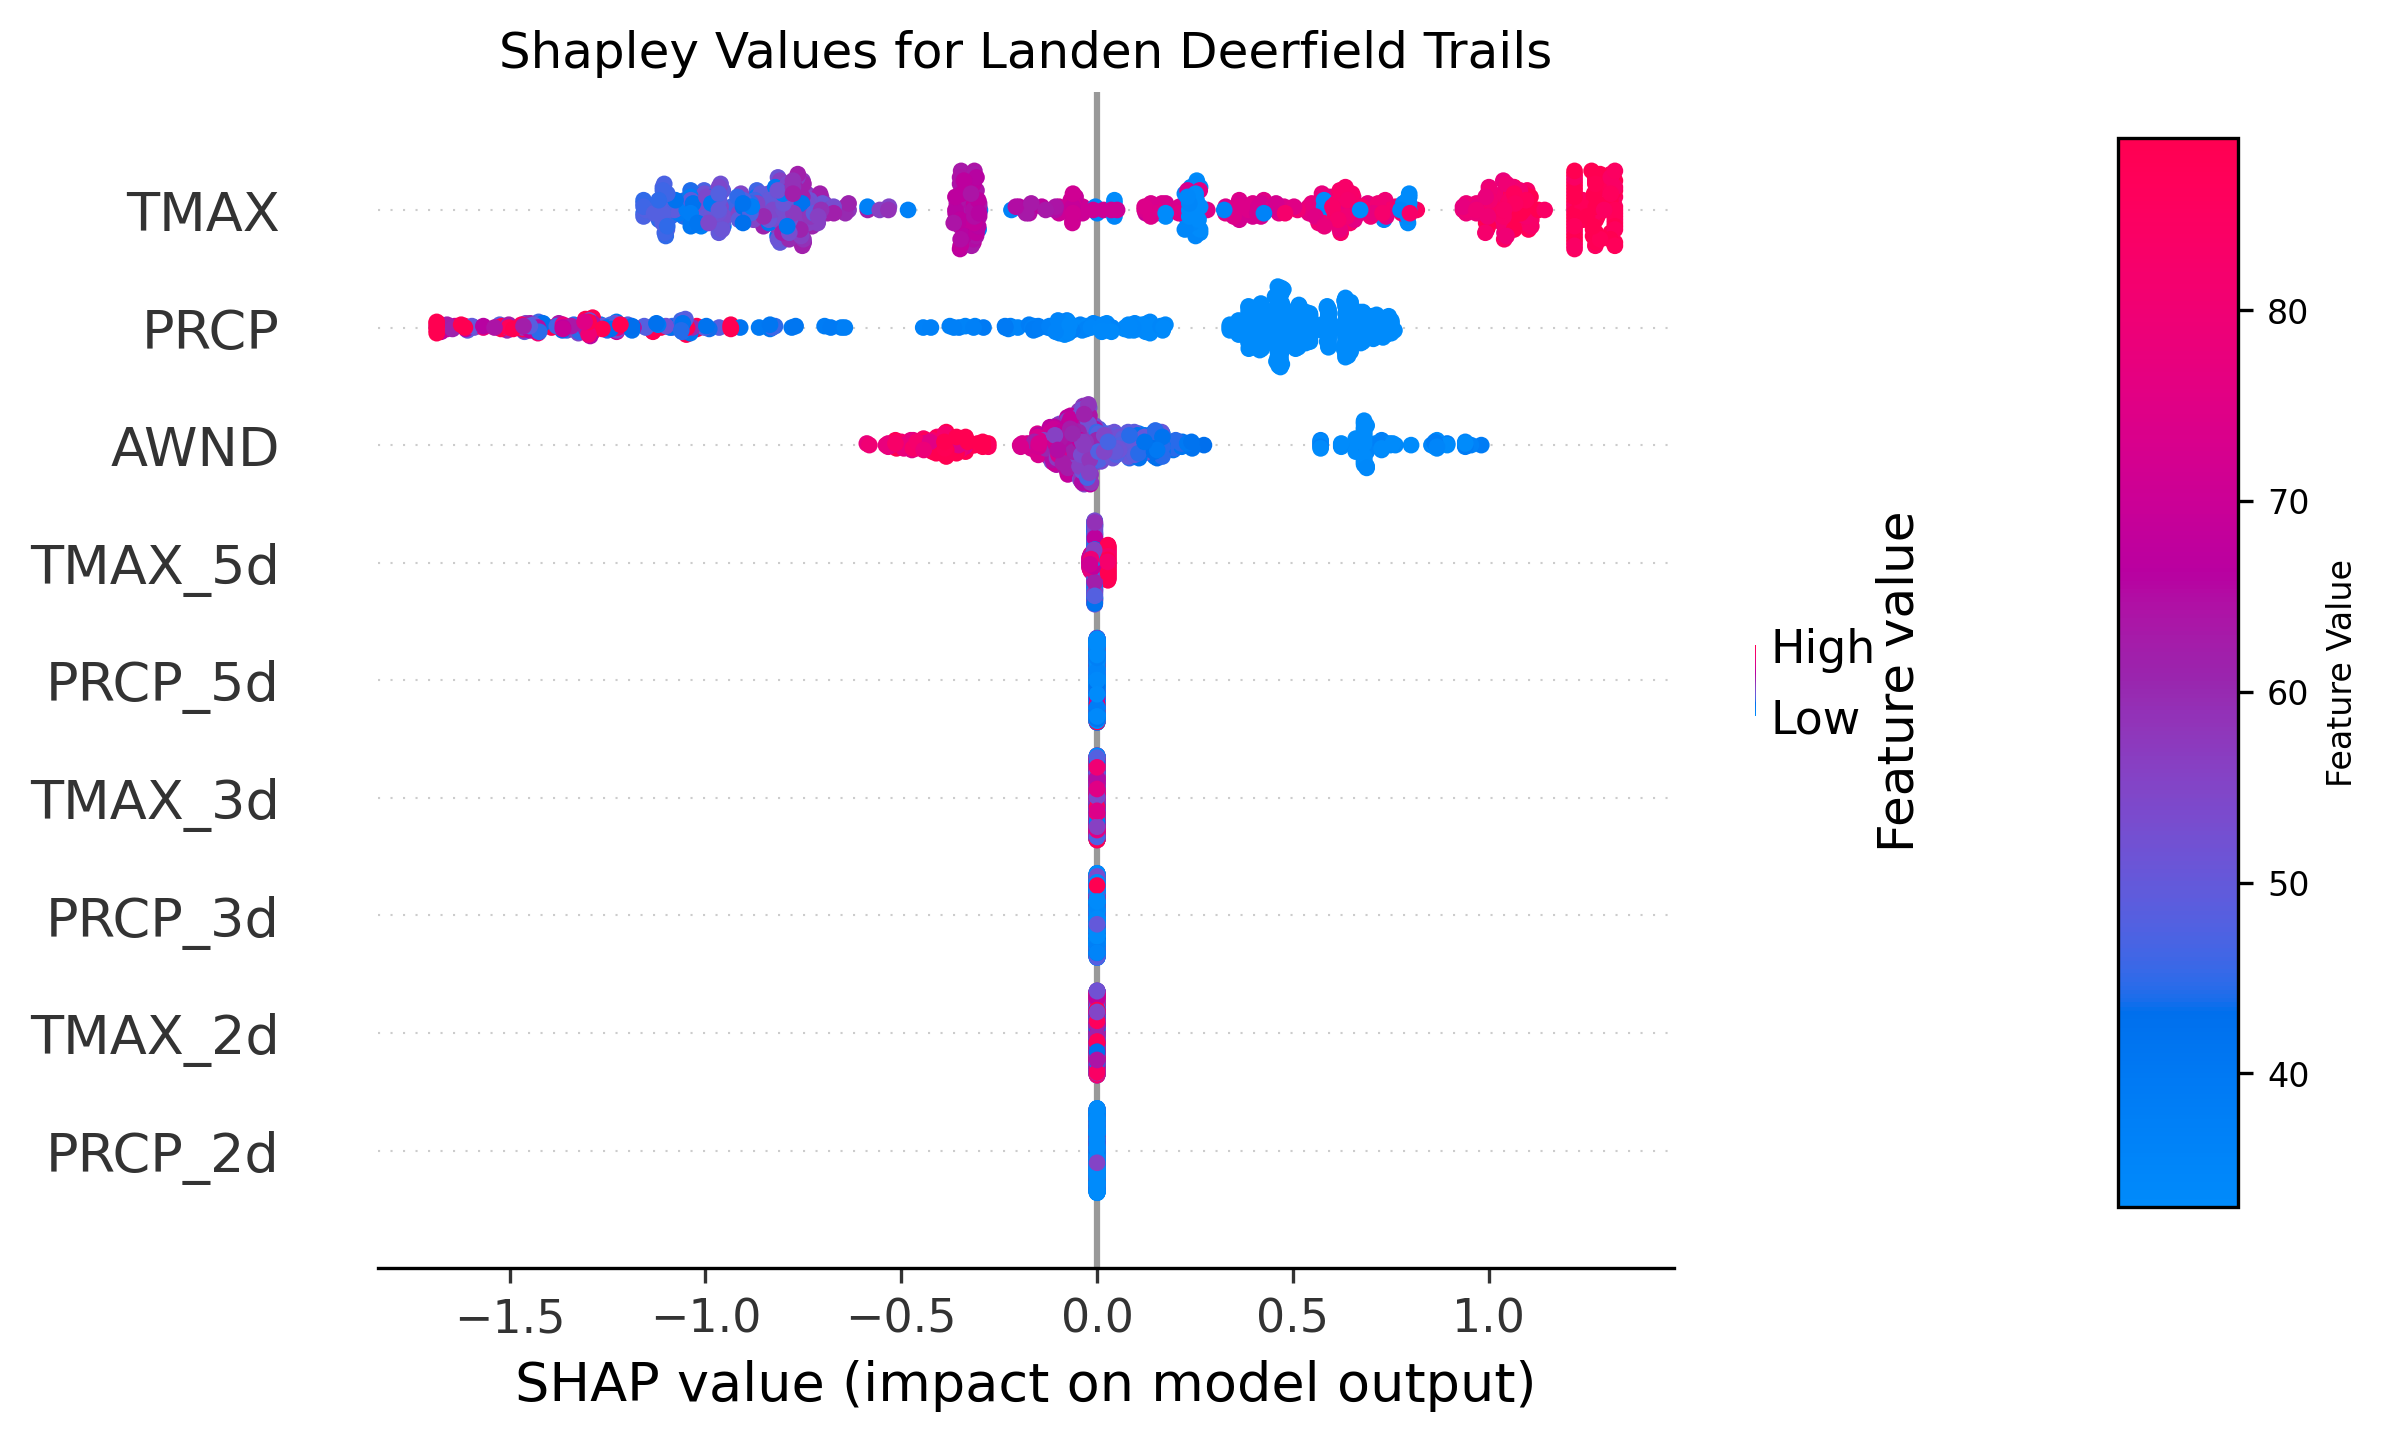 Shapley Values for Landen Deerfield Trails
TMAX
PRCP
AWND
TMAX_5d
PRCP_5d
TMAX_3d
PRCP_3d
TMAX_2d
PRCP_2d
−1.5
−1.0
−0.5
0.0
0.5
1.0
SHAP value (impact on model output)
High
Low
Feature value
80
70
60
50
40
Feature Value